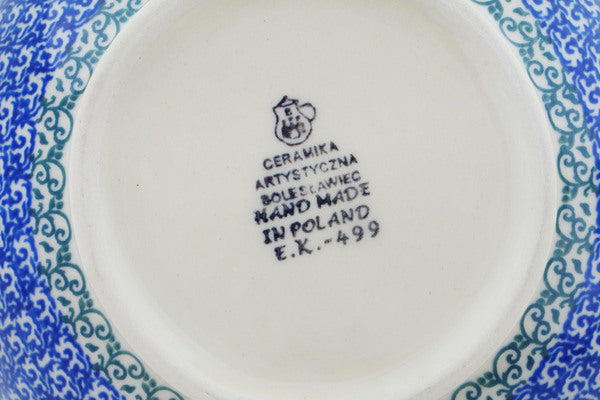 CERAMIKA
ARTYSTYCZNA
BOLESŁAWIEC
HAND MADE
IN POLAND
E.K.-499